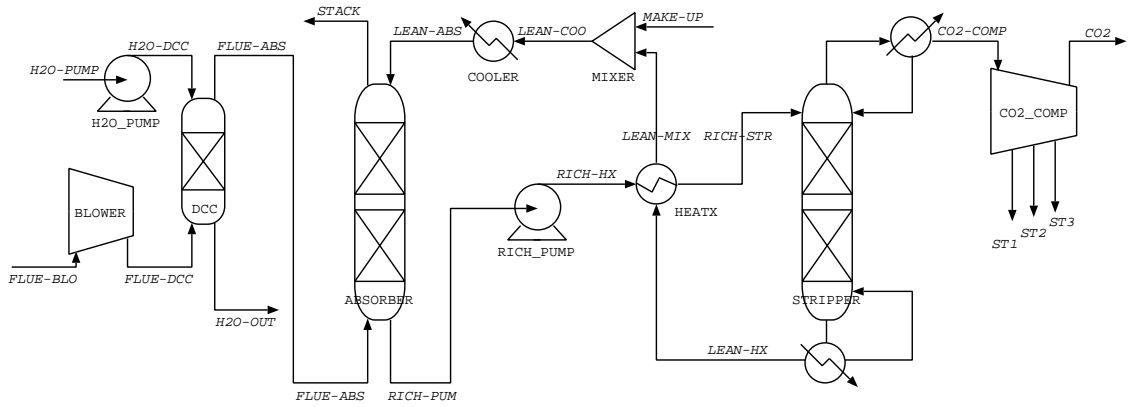 STACK
LEAN-ABS
LEAN-COO
MAKE-UP
H2O-DCC
FLUE-ABS
CO2-COMP
CO2
H2O-PUMP
COOLER
MIXER
H2O_PUMP
CO2_COMP
LEAN-MIX
RICH-STR
RICH-HX
BLOWER
DCC
HEATX
RICH_PUMP
ST1
ST2
ST3
FLUE-BLO
FLUE-DCC
ABSORBER
STRIPPER
H2O-OUT
LEAN-HX
FLUE-ABS
RICH-PUM